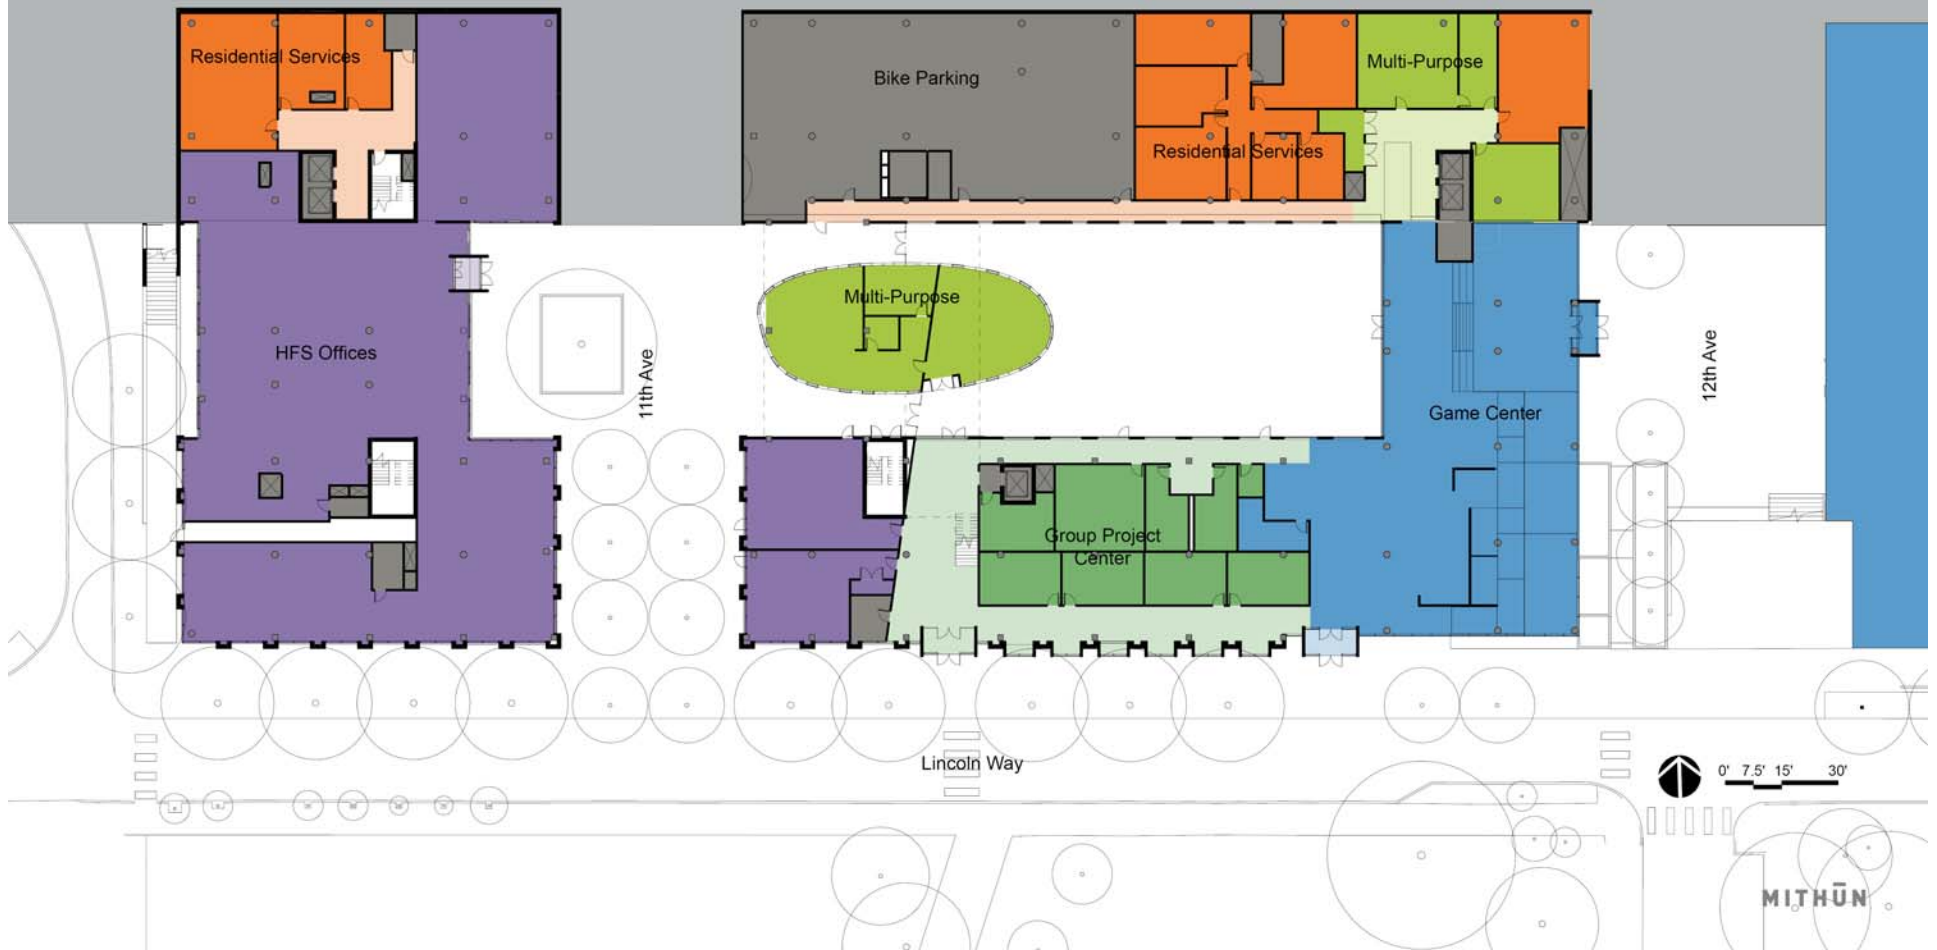 Residential Services
Bike Parking
Multi-Purpose
Residential Services
Multi-Purpose
HFS Offices
11th Ave
Game Center
12th Ave
Group Project
Center
Lincoln Way
0' 7.5' 15' 30'
MITHŪN